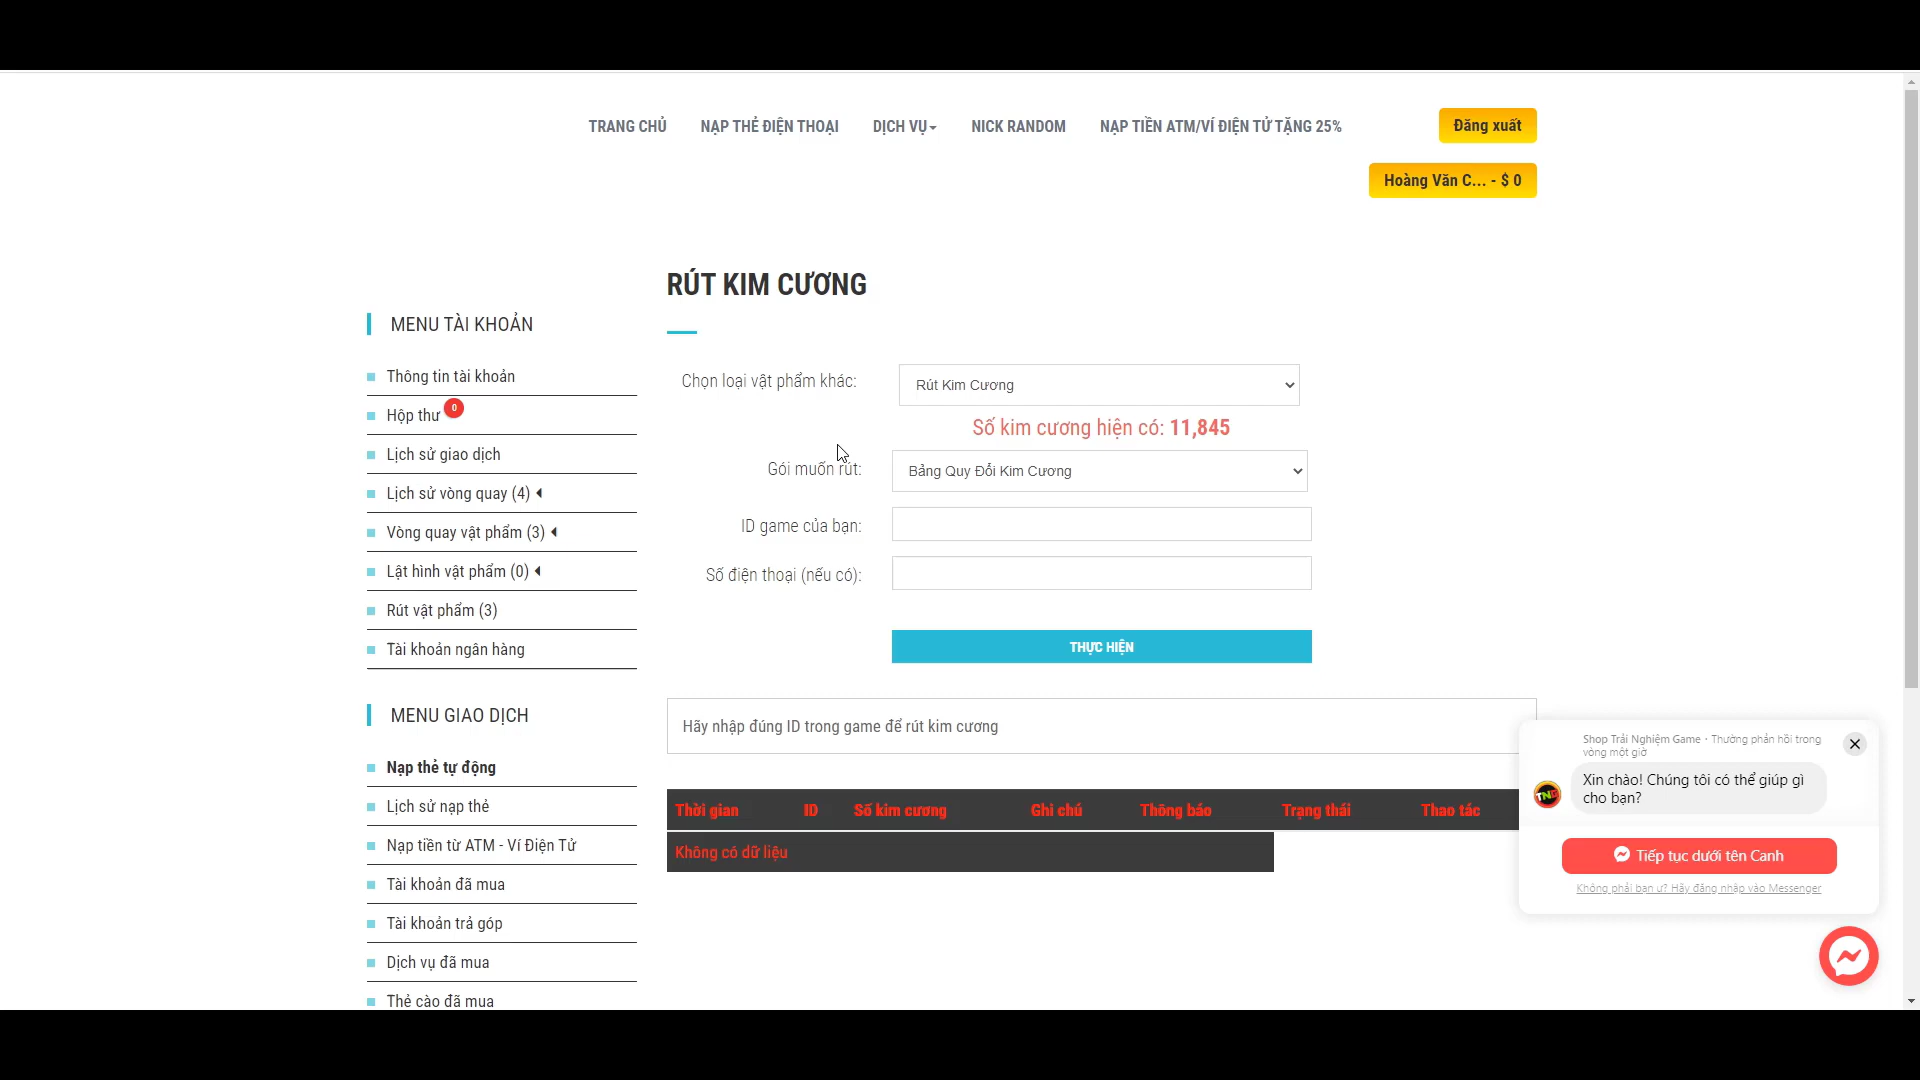 TRANG CHỦ
NẠP THẺ ĐIỆN THOẠI
DỊCH VỤ
NICK RANDOM
NẠP TIỀN ATM/VÍ ĐIỆN TỬ TẶNG 25%
Đăng xuất
Hoàng Văn C... - $ 0
MENU TÀI KHOẢN
Thông tin tài khoản
Hộp thư 0
Lịch sử giao dịch
Lịch sử vòng quay (4)
Vòng quay vật phẩm (3)
Lật hình vật phẩm (0)
Rút vật phẩm (3)
Tài khoản ngân hàng
MENU GIAO DỊCH
Nạp thẻ tự động
Lịch sử nạp thẻ
Nạp tiền từ ATM - Ví Điện Tử
Tài khoản đã mua
Tài khoản trả góp
Dịch vụ đã mua
Thẻ cào đã mua
RÚT KIM CƯƠNG
Chọn loại vật phẩm khác:
Rút Kim Cương
Số kim cương hiện có: 11,845
Gói muốn rút:
Bảng Quy Đổi Kim Cương
ID game của bạn:
Số điện thoại (nếu có):
THỰC HIỆN
Hãy nhập đúng ID trong game để rút kim cương
Thời gian ID Số kim cương Ghi chú Thông báo Trạng thái Thao tác
Không có dữ liệu
Shop Trải Nghiệm Game · Thường phản hồi trong
vòng một giờ
TNG
Xin chào! Chúng tôi có thể giúp gì
cho bạn?
Tiếp tục dưới tên Canh
Không phải bạn ư? Hãy đăng nhập vào Messenger